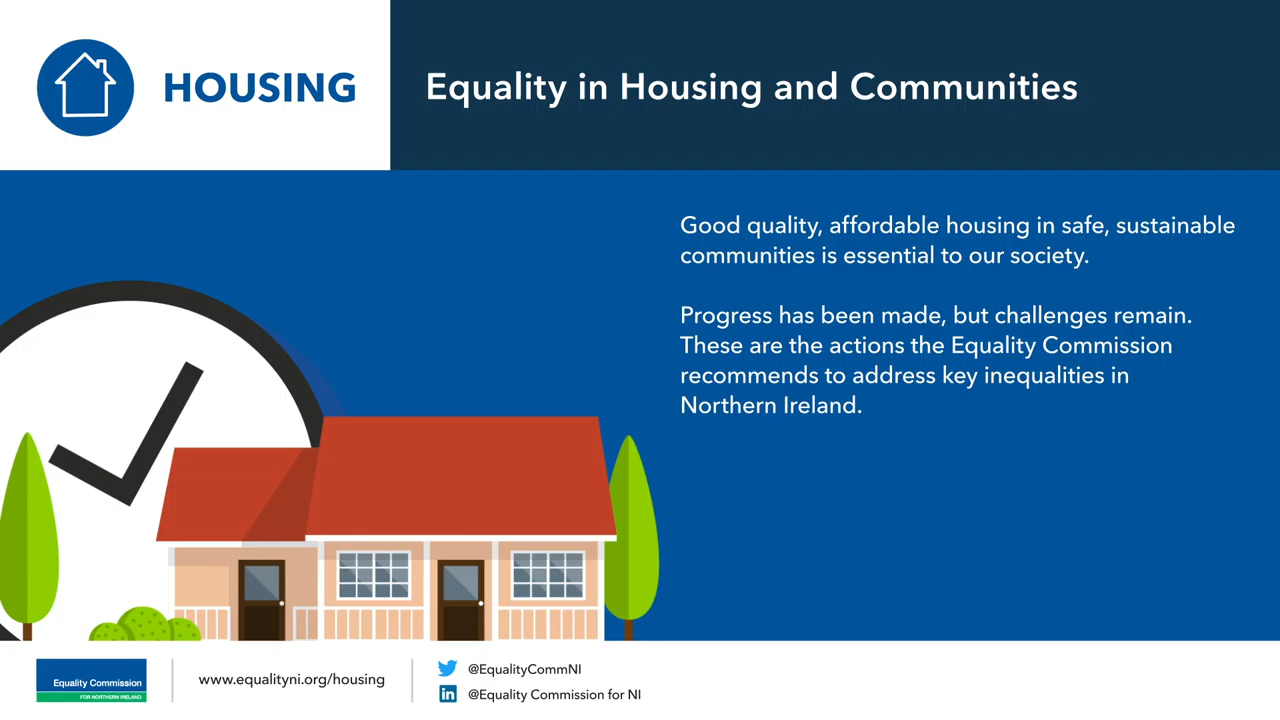 HOUSING
Equality in Housing and Communities
Good quality, affordable housing in safe, sustainable
communities is essential to our society.
Progress has been made, but challenges remain.
These are the actions the Equality Commission
recommends to address key inequalities in
Northern Ireland.
Equality Commission
FOR NORTHERN IRELAND
www.equalityni.org/housing
@EqualityCommNI
in
@Equality Commission for NI